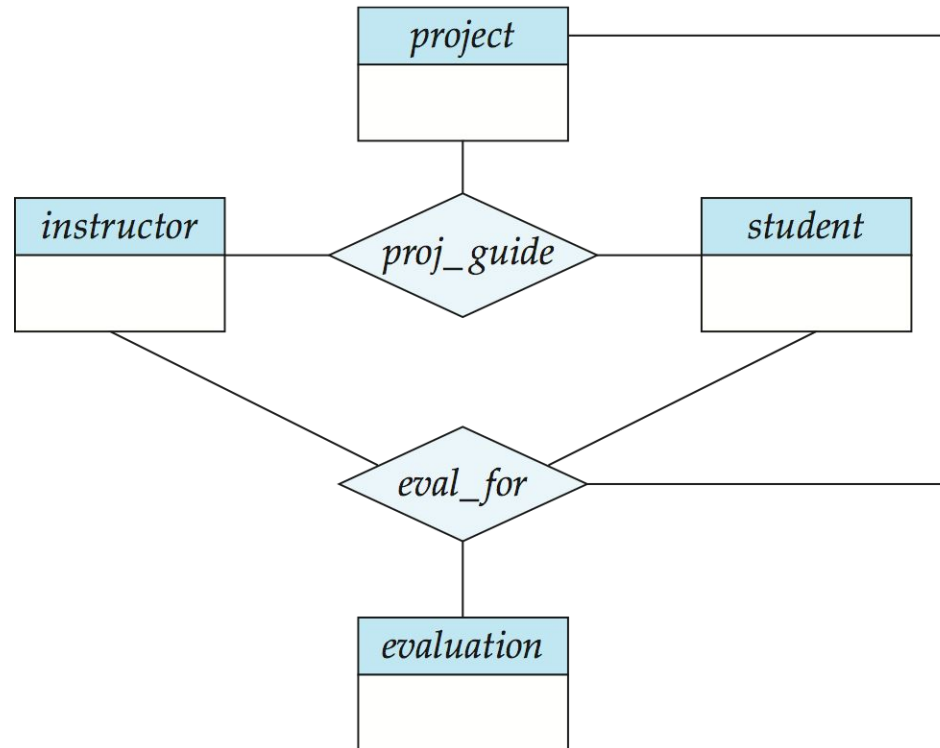 project
instructor
proj_guide
student
eval_for
evaluation